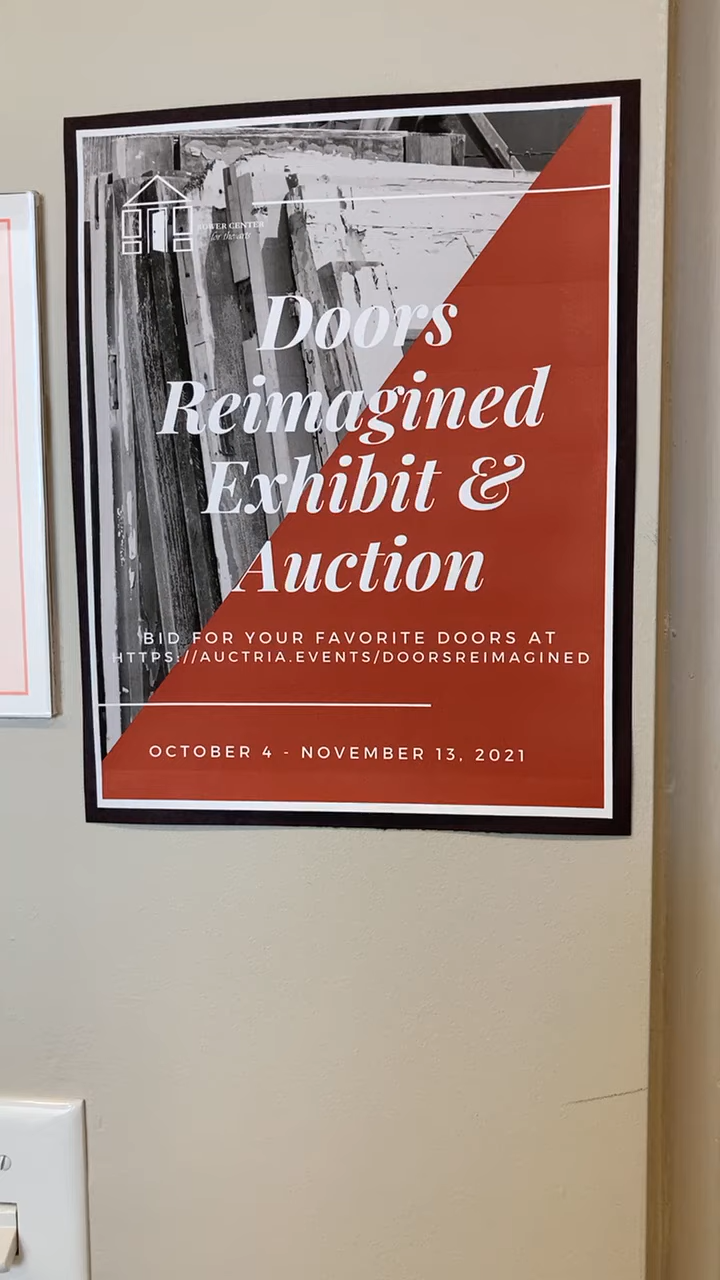 CENTER
for the arts
Doors
Reimagined
Exhibit &
Auction
BID FOR YOUR FAVORITE DOORS AT
HTTPS://AUCTRIA.EVENTS/DOORSREIMAGINED
OCTOBER 4 - NOVEMBER 13, 2021